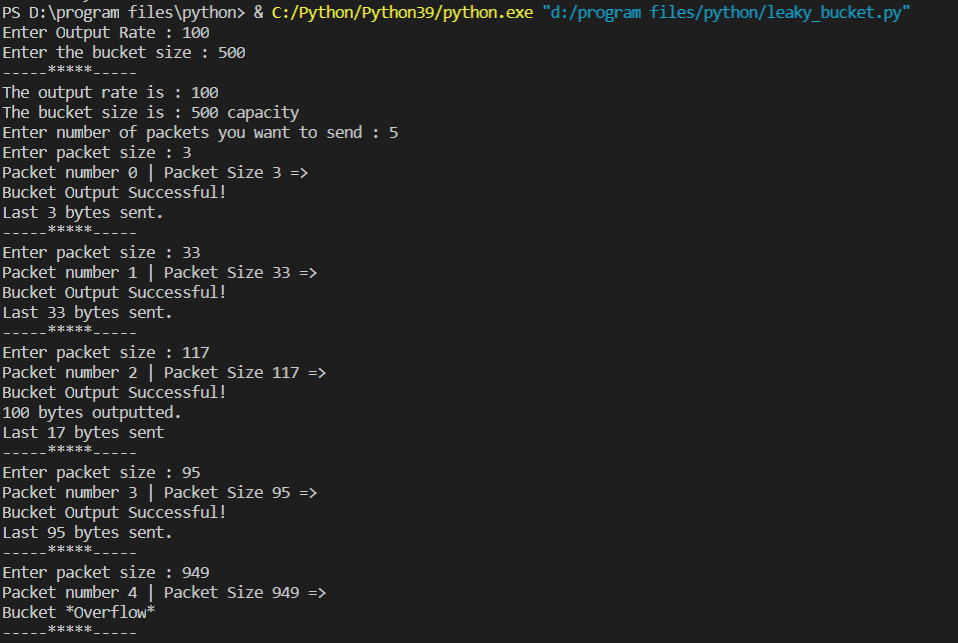 PS D:\program files\python> & C:/Python/Python39/python.exe "d:/program files/python/leaky_bucket.py"
Enter Output Rate : 100
Enter the bucket size : 500
-----*****-----
The output rate is : 100
The bucket size is : 500 capacity
Enter number of packets you want to send : 5
Enter packet size : 3
Packet number 0 | Packet Size 3 =>
Bucket Output Successful!
Last 3 bytes sent.
-----*****-----
Enter packet size : 33
Packet number 1 | Packet Size 33 =>
Bucket Output Successful!
Last 33 bytes sent.
-----*****-----
Enter packet size : 117
Packet number 2 | Packet Size 117 =>
Bucket Output Successful!
100 bytes outputted.
Last 17 bytes sent
-----*****-----
Enter packet size : 95
Packet number 3 | Packet Size 95 =>
Bucket Output Successful!
Last 95 bytes sent.
-----*****-----
Enter packet size : 949
Packet number 4 | Packet Size 949 =>
Bucket *Overflow*
-----*****-----